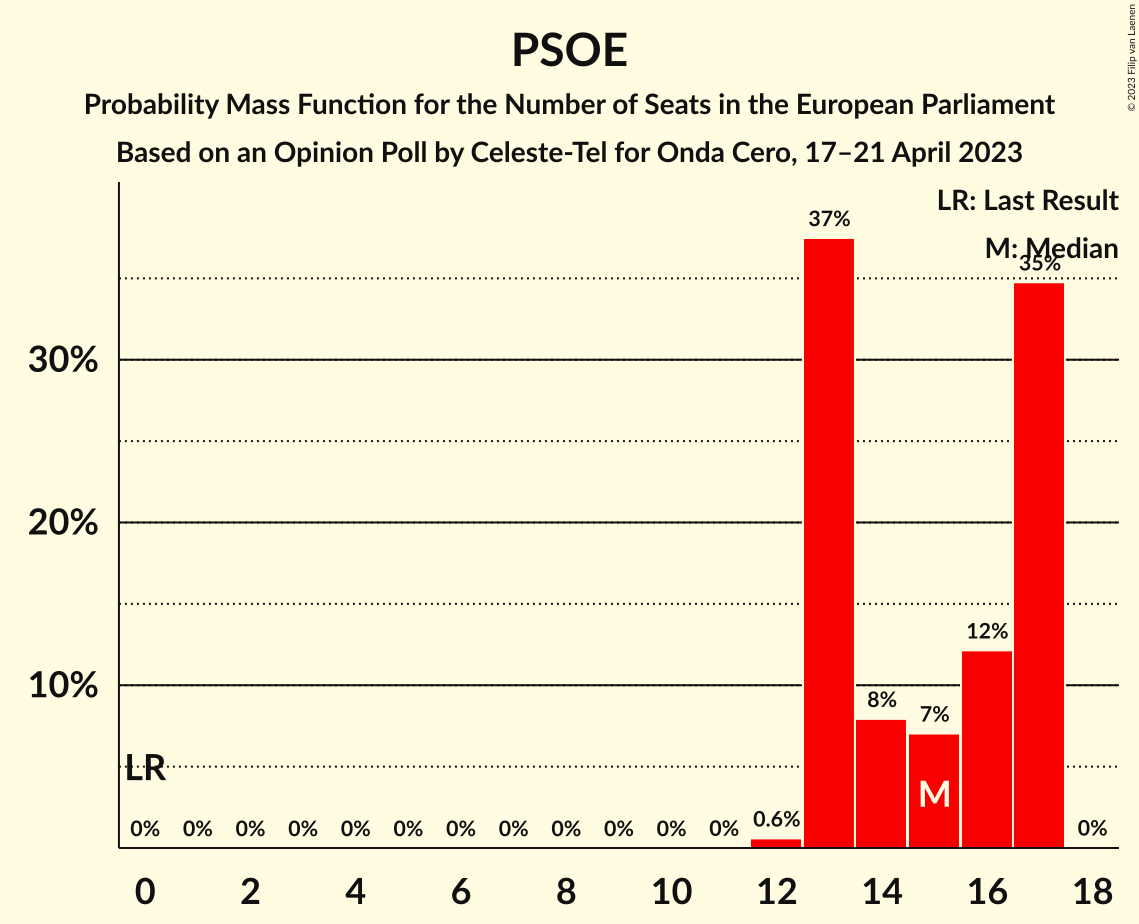 PSOE
Probability Mass Function for the Number of Seats in the European Parliament
Based on an Opinion Poll by Celeste-Tel for Onda Cero, 17–21 April 2023
© 2023 Filip van Laenen
LR: Last Result
M: Median
37%
35%
30%
20%
12%
10%
8%
7%
LR
M
0% 0% 0% 0% 0% 0% 0% 0% 0% 0% 0% 0% 0.6% 0%
0 2 4 6 8 10 12 14 16 18